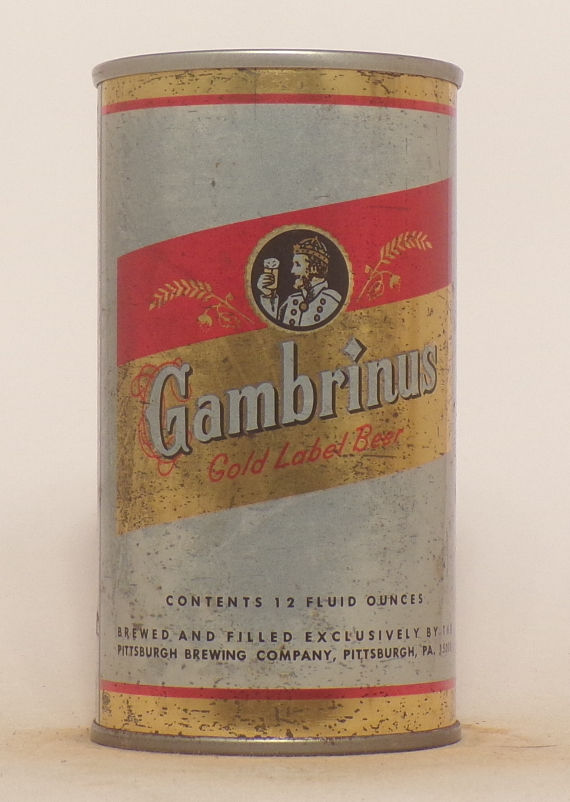 Gambrinus
Gold Label Beer
CONTENTS 12 FLUID OUNCES
BREWED AND FILLED EXCLUSIVELY BY THE
PITTSBURGH BREWING COMPANY, PITTSBURGH, PA.